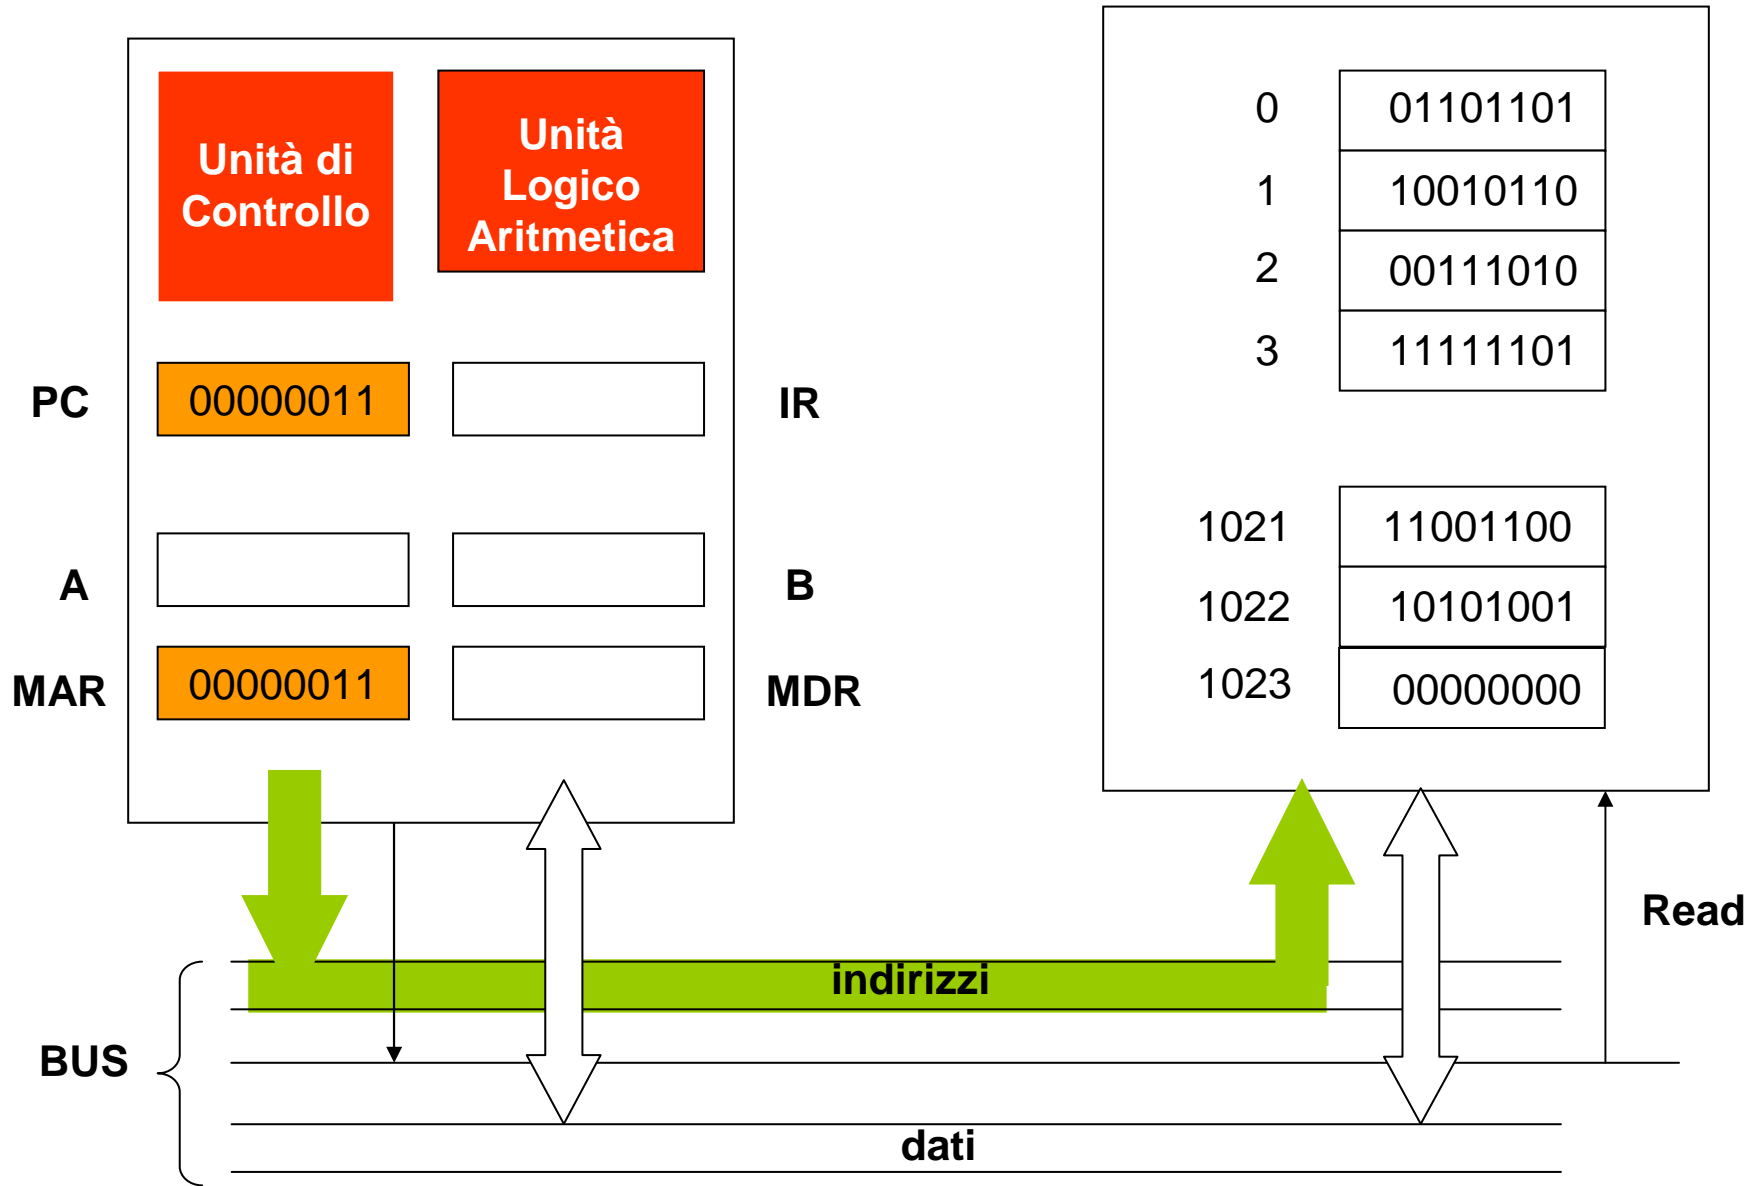 Unità di
Controllo
Unità
Logico
Aritmetica
PC
00000011
IR
A
B
MAR
00000011
MDR
0
01101101
1
10010110
2
00111010
3
11111101
1021
11001100
1022
10101001
1023
00000000
Read
indirizzi
BUS
dati